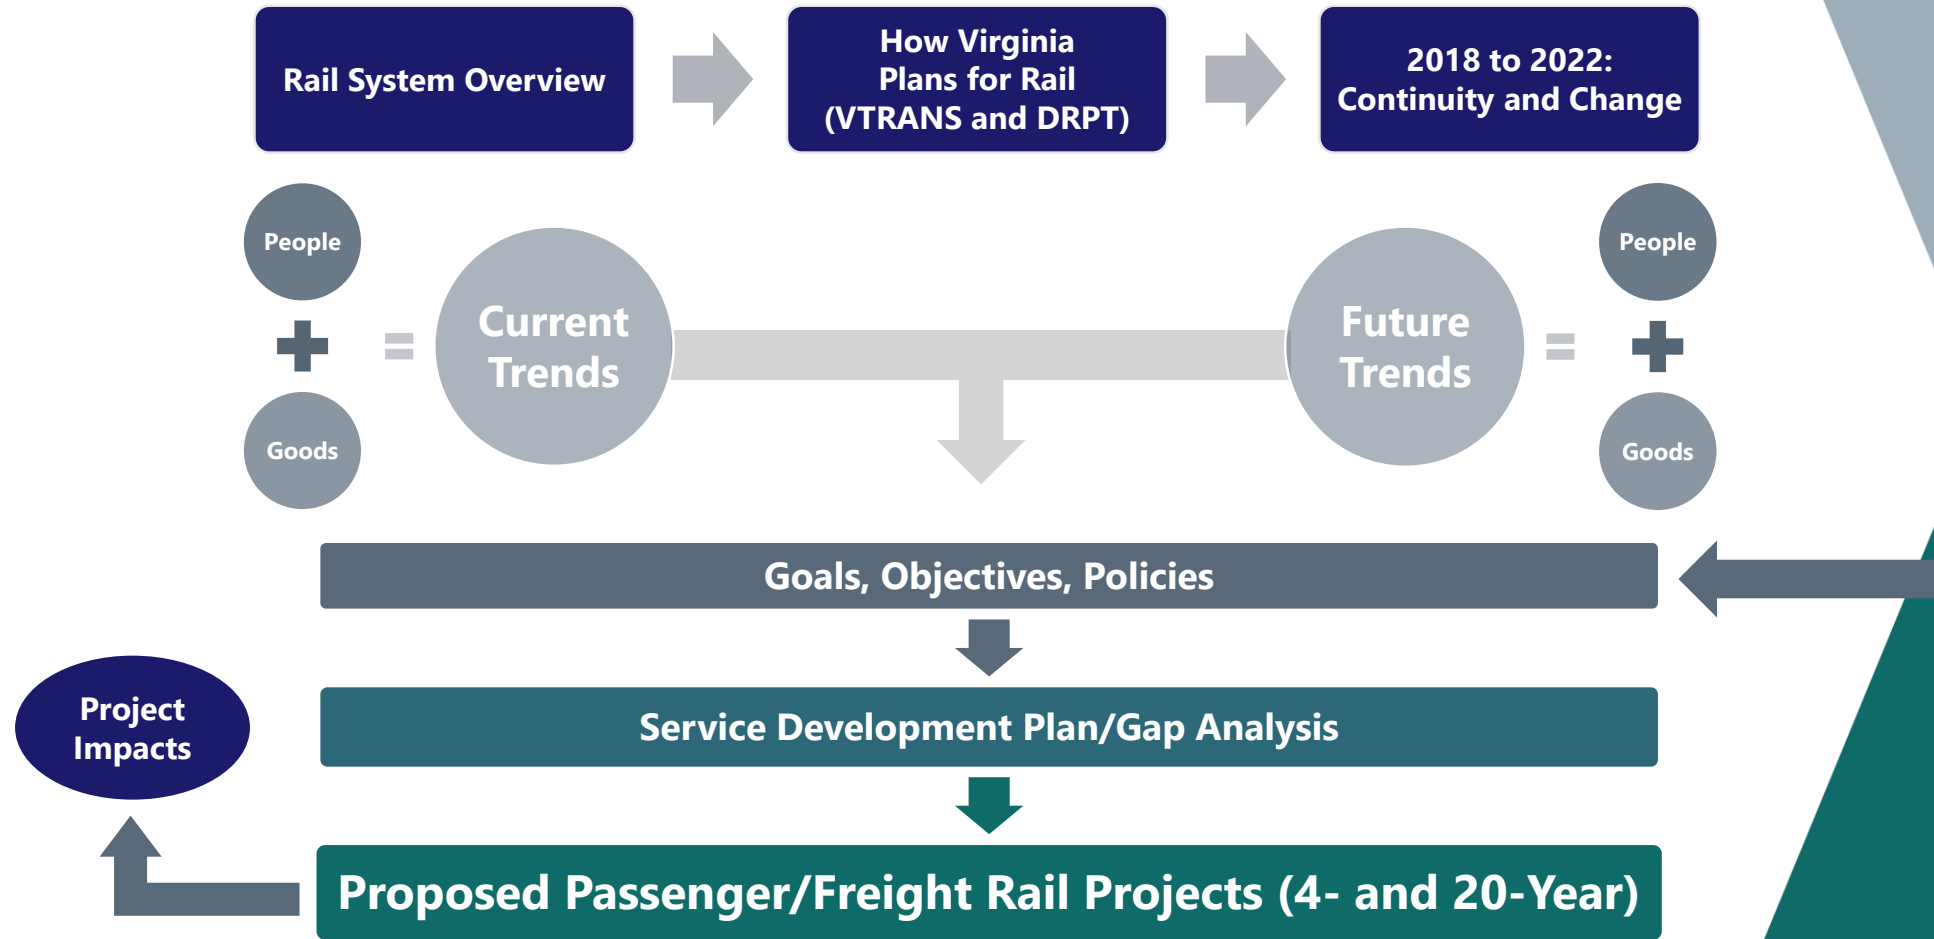 Rail System Overview
How Virginia
Plans for Rail
(VTRANS and DRPT)
2018 to 2022:
Continuity and Change
People
Goods
=
Current
Trends
Future
Trends
=
People
Goods
Goals, Objectives, Policies
Project
Impacts
Service Development Plan/Gap Analysis
Proposed Passenger/Freight Rail Projects (4- and 20-Year)